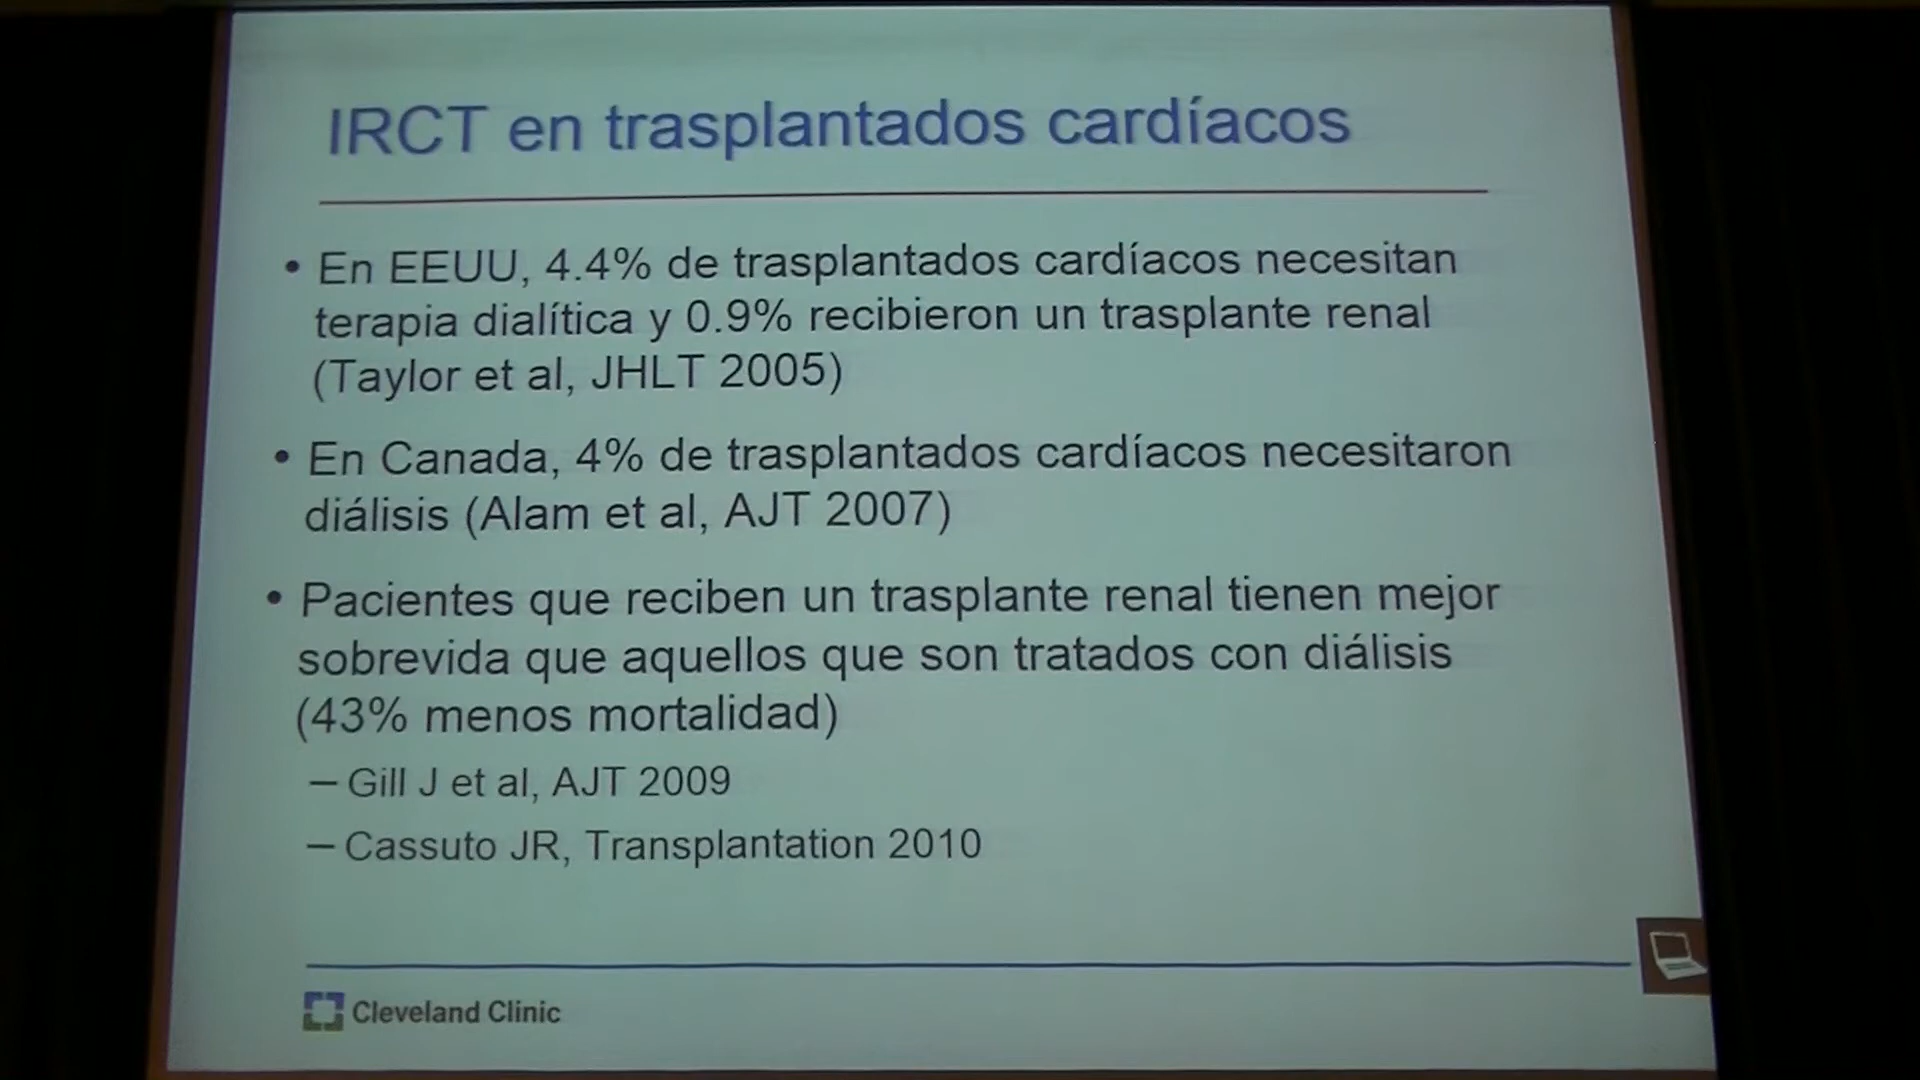 IRCT en trasplantados cardíacos
• En EEUU, 4.4% de trasplantados cardíacos necesitan
terapia dialítica y 0.9% recibieron un trasplante renal
(Taylor et al, JHLT 2005)
• En Canada, 4% de trasplantados cardíacos necesitaron
diálisis (Alam et al, AJT 2007)
• Pacientes que reciben un trasplante renal tienen mejor
sobrevida que aquellos que son tratados con diálisis
(43% menos mortalidad)
– Gill J et al, AJT 2009
– Cassuto JR, Transplantation 2010
Cleveland Clinic